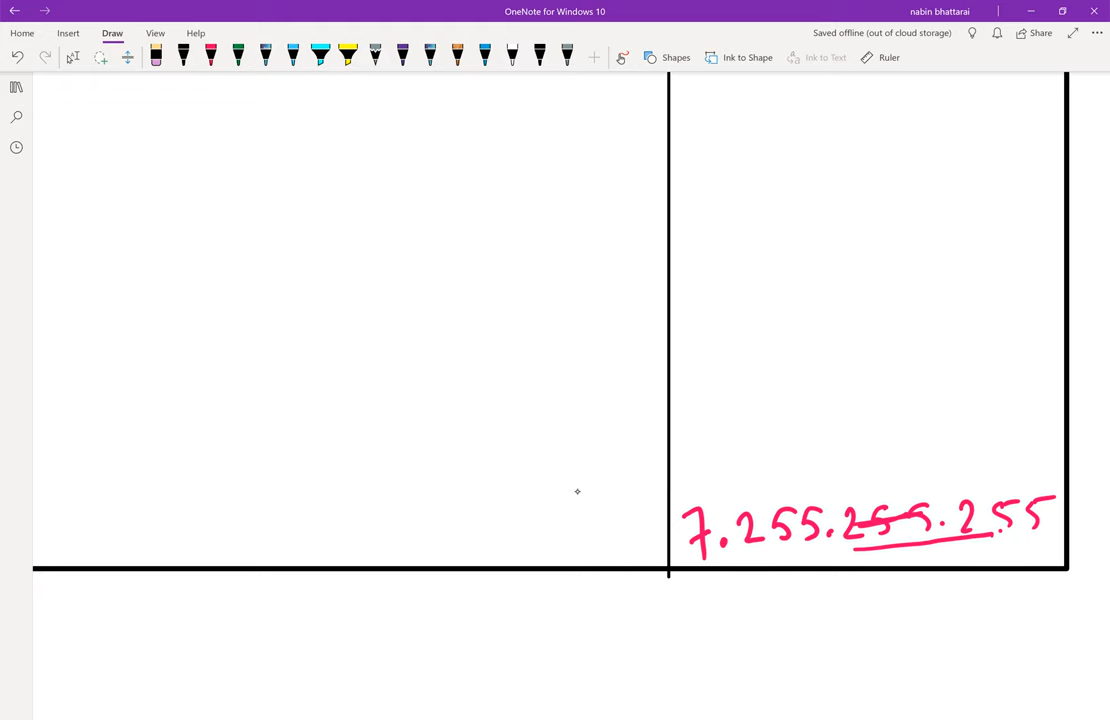 OneNote for Windows 10
nabin bhattarai
Home
Insert
Draw
View
Help
Saved offline (out of cloud storage)
Share
Shapes
Ink to Shape
Ink to Text
Ruler
7.255.255.255